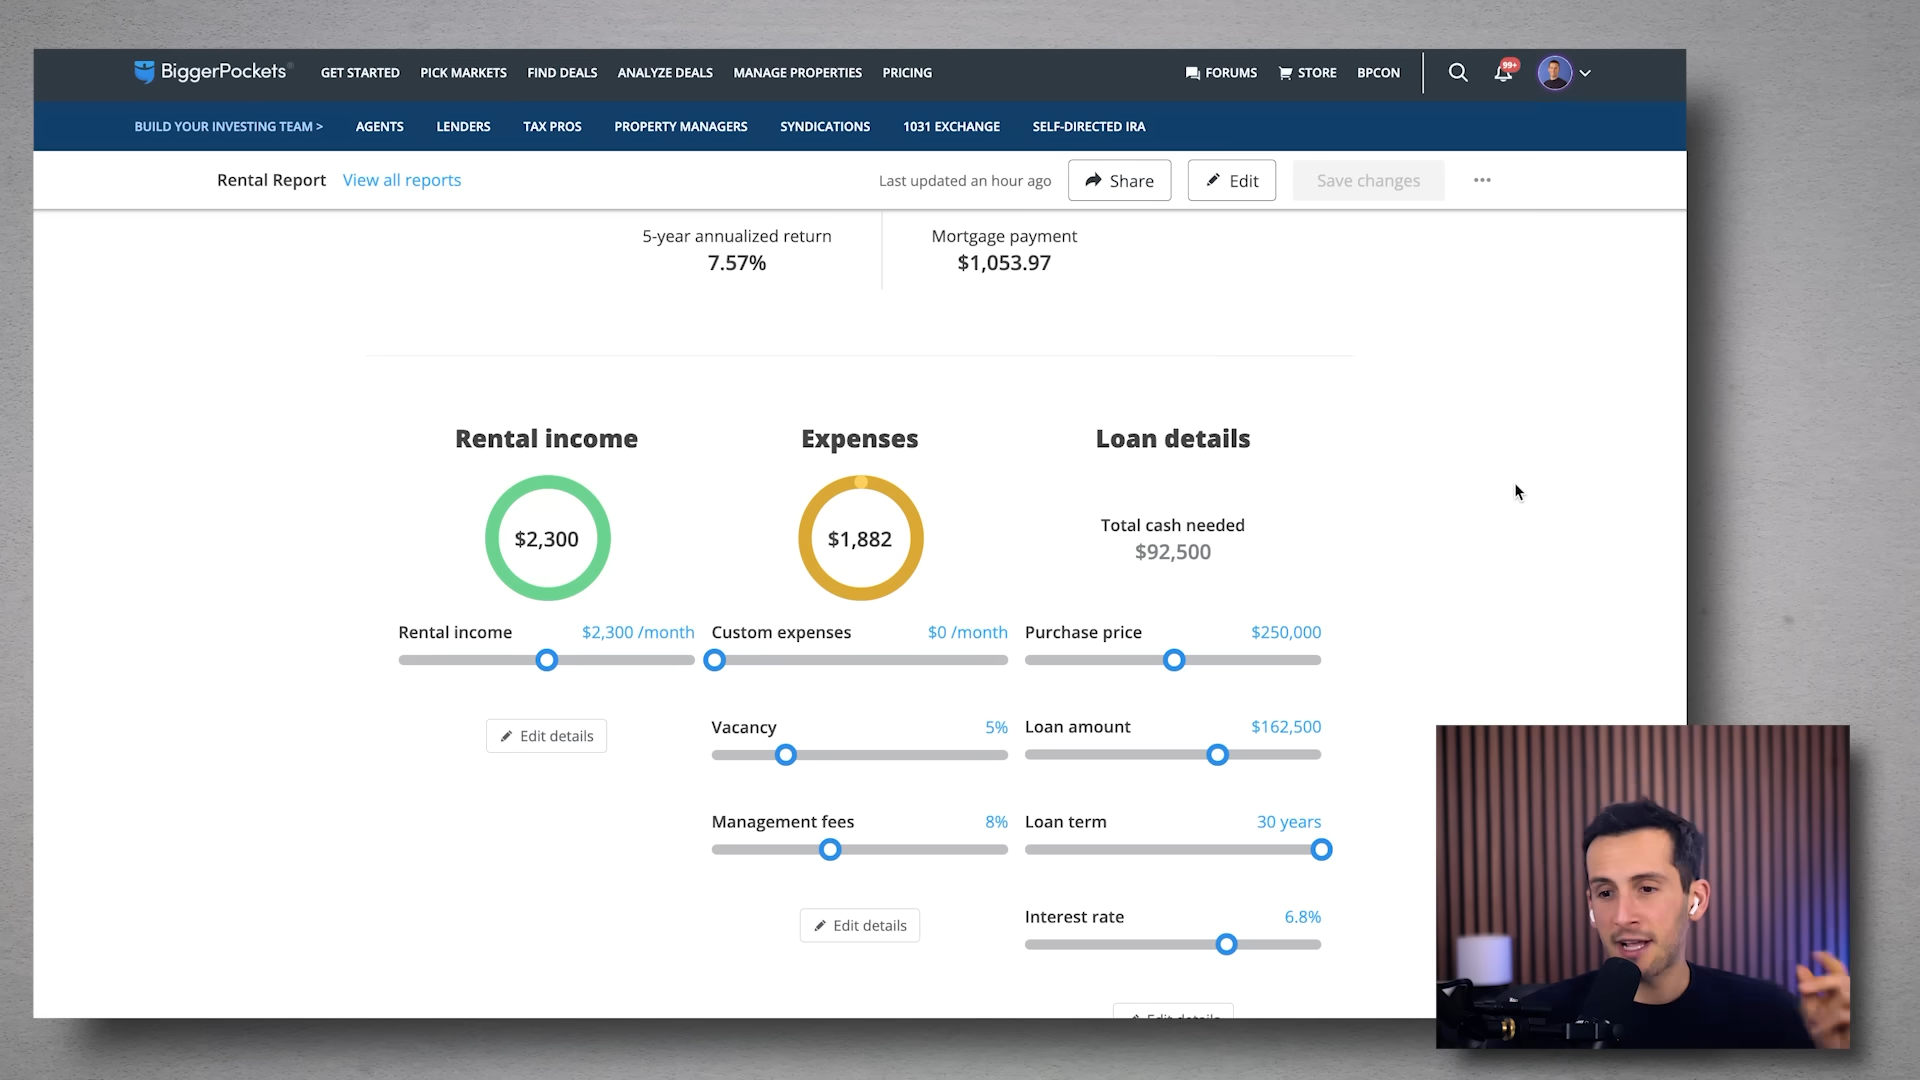 BiggerPockets GET STARTED PICK MARKETS FIND DEALS ANALYZE DEALS MANAGE PROPERTIES PRICING FORUMS STORE BPCON 99+
BUILD YOUR INVESTING TEAM > AGENTS LENDERS TAX PROS PROPERTY MANAGERS SYNDICATIONS 1031 EXCHANGE SELF-DIRECTED IRA
Rental Report View all reports Last updated an hour ago Share Edit Save changes
5-year annualized return
7.57%
Mortgage payment
$1,053.97
Rental income
$2,300
Rental income $2,300 /month
Edit details
Expenses
$1,882
Custom expenses $0 /month
Vacancy 5%
Management fees 8%
Edit details
Loan details
Total cash needed
$92,500
Purchase price $250,000
Loan amount $162,500
Loan term 30 years
Interest rate 6.8%
Edit details